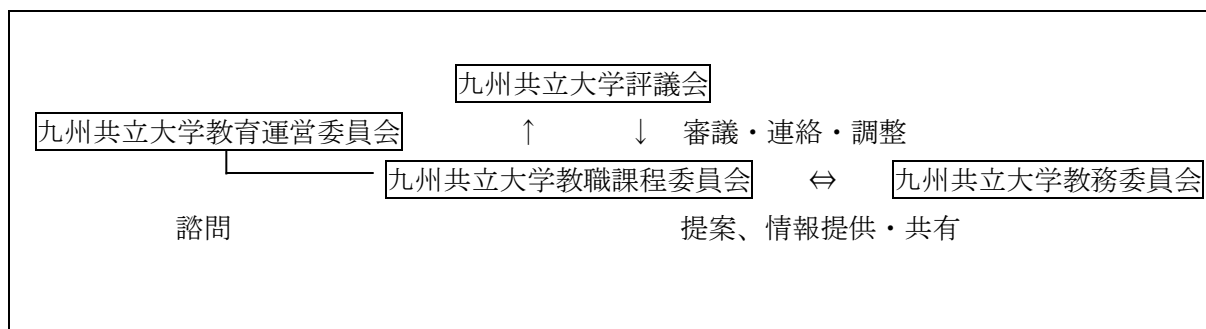 九州共立大学評議会
九州共立大学教育運営委員会 ↑ ↓ 審議・連絡・調整
九州共立大学教職課程委員会 ⇔ 九州共立大学教務委員会
諮問 提案、情報提供・共有